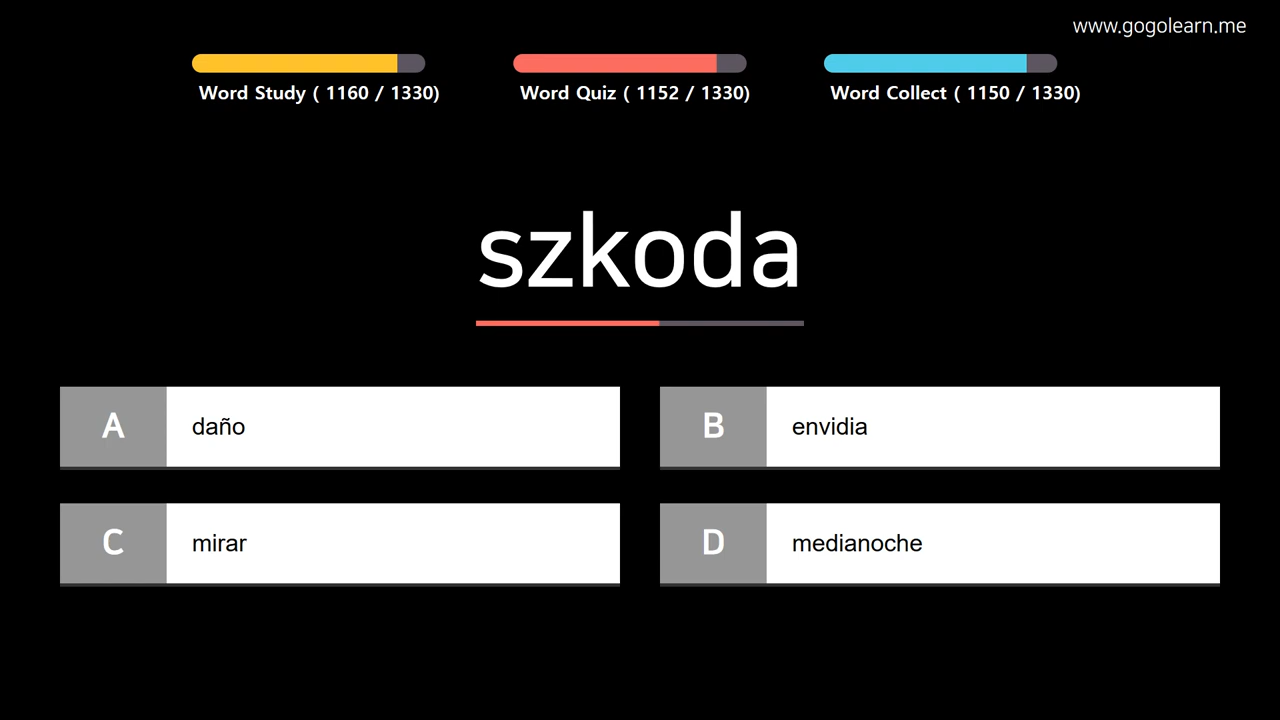 www.gogolearn.me
Word Study ( 1160 / 1330)
Word Quiz ( 1152 / 1330)
Word Collect ( 1150 / 1330)
szkoda
A daño
B envidia
C mirar
D medianoche